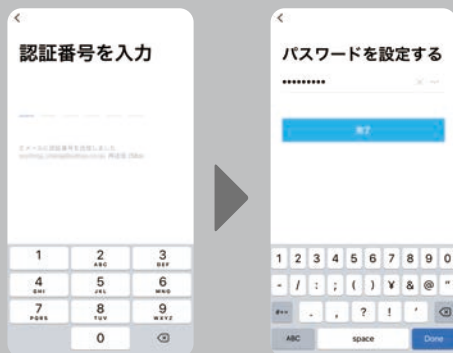 認証番号を入力
1
2 ABC
3 DEF
4 GHI
5 JKL
6 MNO
7 PQRS
8 TUV
9 WXYZ
0
パスワードを設定する
•••••••••
完了
1 2 3 4 5 6 7 8 9 0
- / : ; ( ) ¥ & @ "
#+= . , ? ! '
ABC space Done